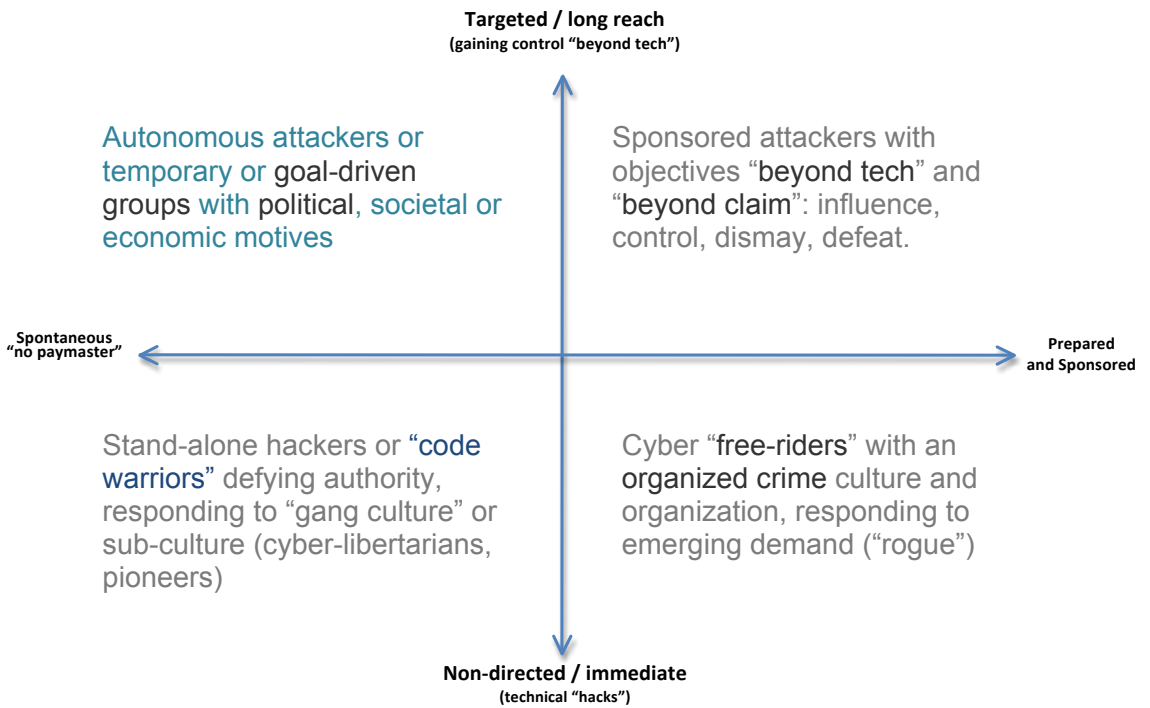 Targeted / long reach
(gaining control “beyond tech”)
Autonomous attackers or
temporary or goal-driven
groups with political, societal or
economic motives
Sponsored attackers with
objectives “beyond tech” and
“beyond claim”: influence,
control, dismay, defeat.
Spontaneous
“no paymaster”
Prepared
and Sponsored
Stand-alone hackers or “code
warriors” defying authority,
responding to “gang culture” or
sub-culture (cyber-libertarians,
pioneers)
Cyber “free-riders” with an
organized crime culture and
organization, responding to
emerging demand (“rogue”)
Non-directed / immediate
(technical “hacks”)